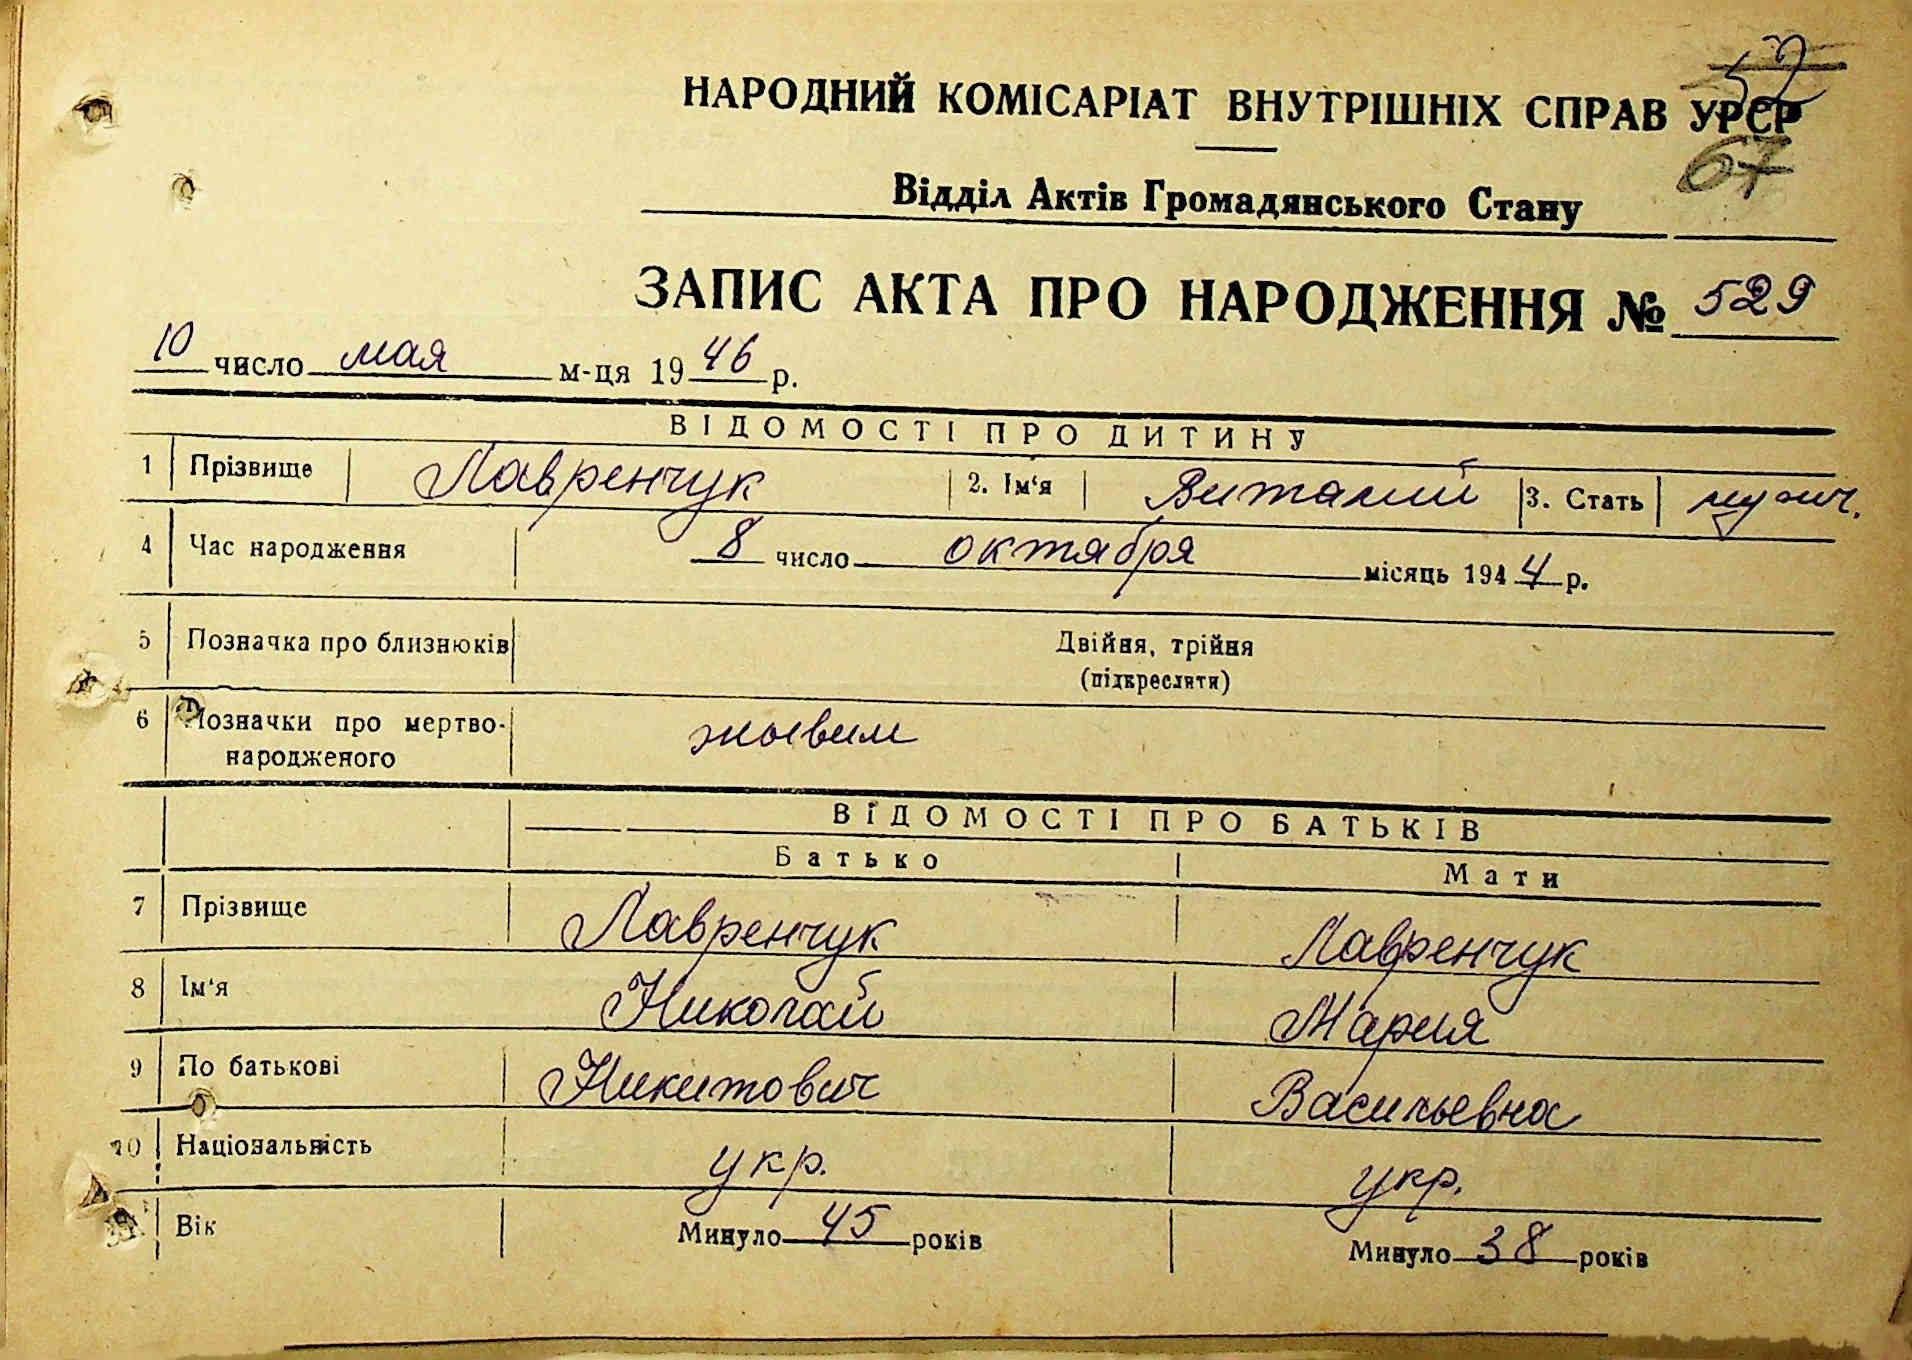 57
НАРОДНИЙ КОМІСАРІАТ ВНУТРІШНІХ СПРАВ УРСР
67
Відділ Актів Громадянського Стану
ЗАПИС АКТА ПРО НАРОДЖЕННЯ № 529
10 число мая м-ця 1946 р.
ВІДОМОСТІ ПРО ДИТИНУ
1 Прізвище Лавренчук 2. Ім'я Виталий 3. Стать мужч.
4 Час народження 8 число октября місяць 1944 р.
5 Позначка про близнюків Двійня, трійня
(підкреслити)
6 Позначки про мертво-
народженого живым
ВІДОМОСТІ ПРО БАТЬКІВ
Батько Мати
7 Прізвище Лавренчук Лавренчук
8 Ім'я Николай Мария
9 По батькові Никитович Васильевна
10 Національність укр. укр.
Вік Минуло 45 років Минуло 38 років